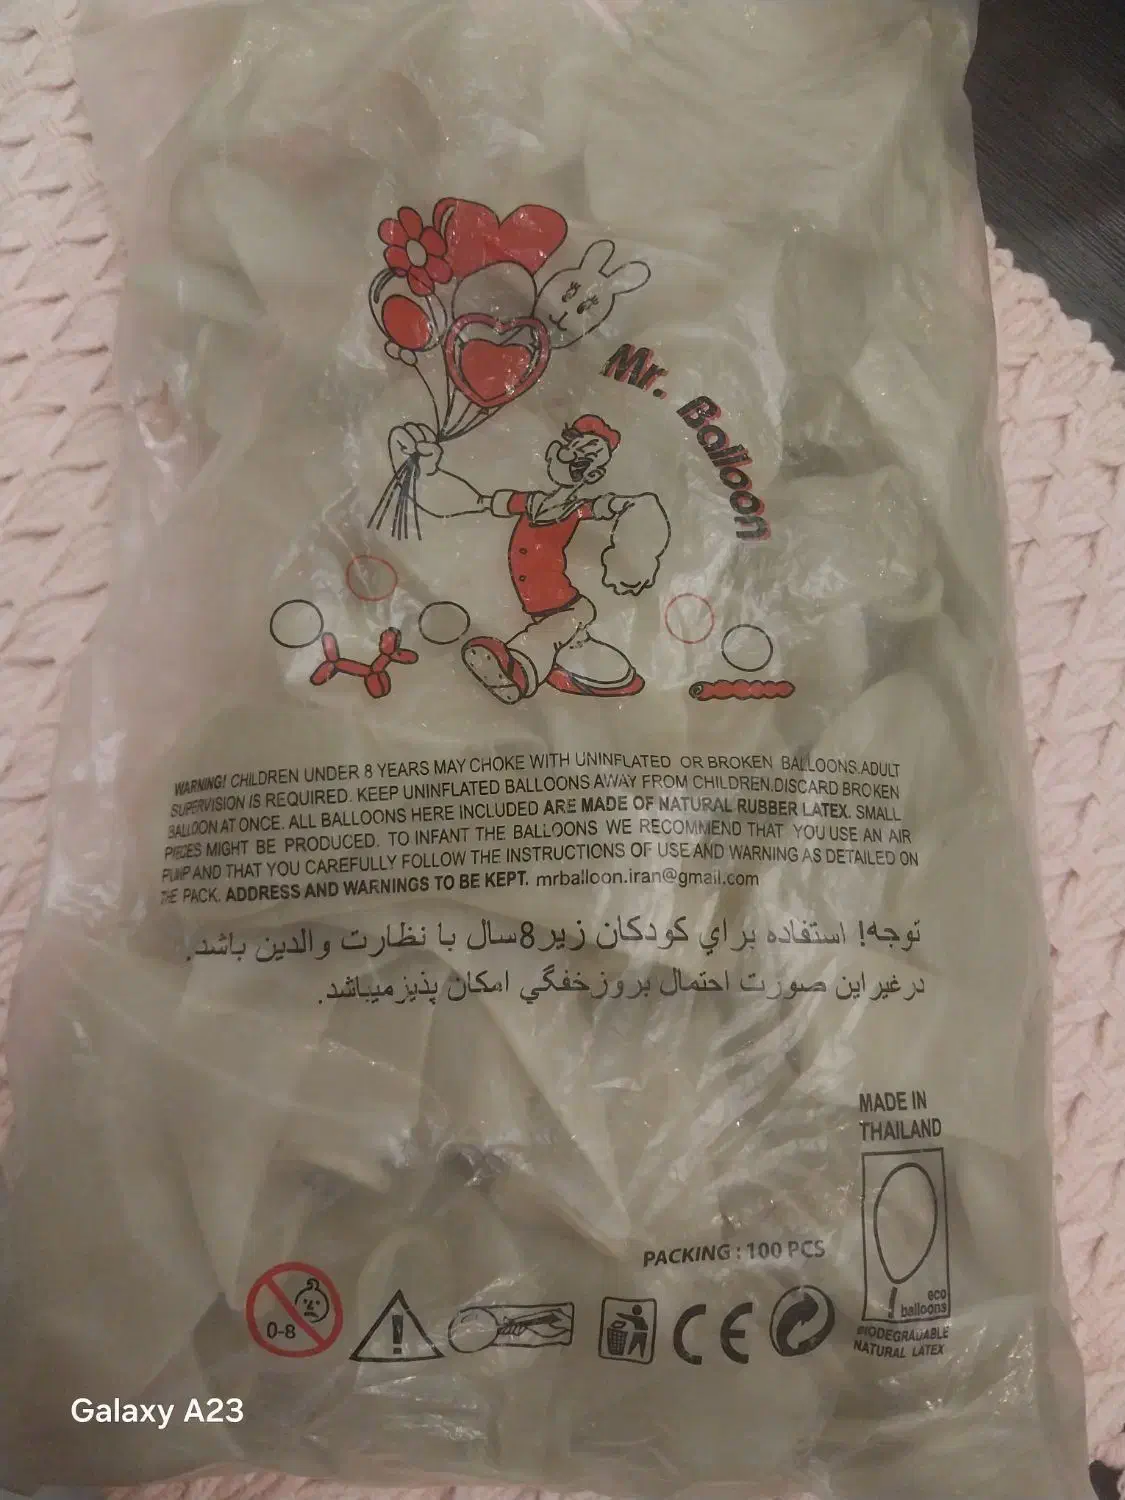 Mr. Balloon
WARNING! CHILDREN UNDER 8 YEARS MAY CHOKE WITH UNINFLATED OR BROKEN BALLOONS.ADULT
SUPERVISION IS REQUIRED. KEEP UNINFLATED BALLOONS AWAY FROM CHILDREN.DISCARD BROKEN
BALLOON AT ONCE. ALL BALLOONS HERE INCLUDED ARE MADE OF NATURAL RUBBER LATEX. SMALL
PIECES MIGHT BE PRODUCED. TO INFANT THE BALLOONS WE RECOMMEND THAT YOU USE AN AIR
PUMP AND THAT YOU CAREFULLY FOLLOW THE INSTRUCTIONS OF USE AND WARNING AS DETAILED ON
THE PACK. ADDRESS AND WARNINGS TO BE KEPT. mrballoon.iran@gmail.com
توجه! استفاده براي كودكان زير8سال با نظارت والدين باشد.
درغيراين صورت احتمال بروزخفگي امكان پذيزميباشد.
MADE IN
THAILAND
PACKING : 100 PCS
eco
balloons
BIODEGRADABLE
NATURAL LATEX
0-8
CE
Galaxy A23